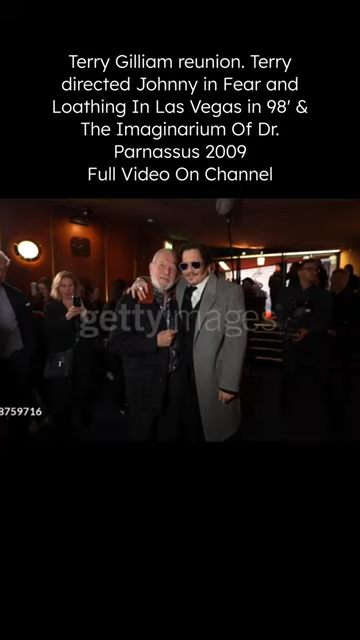 Terry Gilliam reunion. Terry
directed Johnny in Fear and
Loathing In Las Vegas in 98' &
The Imaginarium Of Dr.
Parnassus 2009
Full Video On Channel
gettyimages
8759716